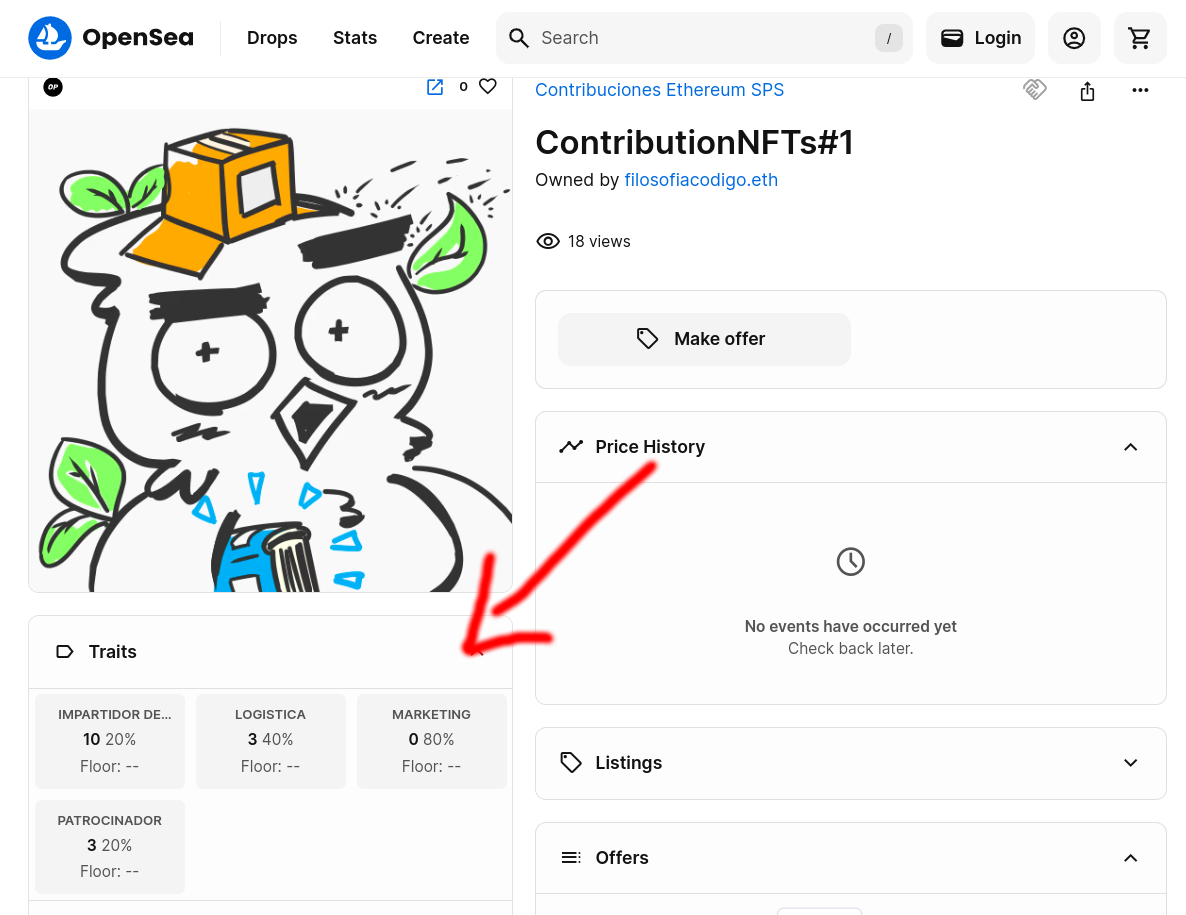 OpenSea
Drops
Stats
Create
Search
/
Login
OP
0
Contribuciones Ethereum SPS
ContributionNFTs#1
Owned by filosofiacodigo.eth
18 views
Make offer
Price History
No events have occurred yet
Check back later.
Traits
IMPARTIDOR DE...
10 20%
Floor: --
LOGISTICA
3 40%
Floor: --
MARKETING
0 80%
Floor: --
PATROCINADOR
3 20%
Floor: --
Listings
Offers